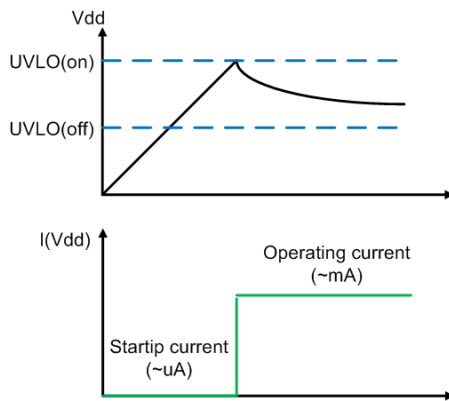 Vdd
UVLO(on)
UVLO(off)
I(Vdd)
Operating current
(~mA)
Startip current
(~uA)